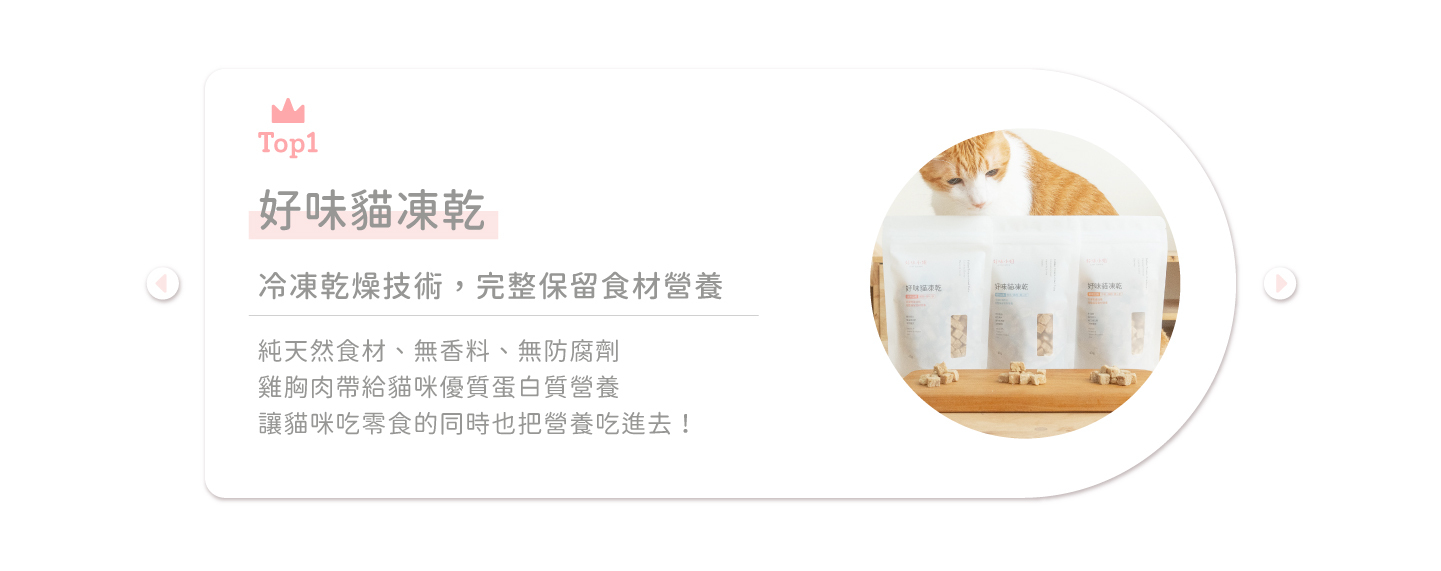 Top1
好味貓凍乾
冷凍乾燥技術，完整保留食材營養
純天然食材、無香料、無防腐劑
雞胸肉帶給貓咪優質蛋白質營養
讓貓咪吃零食的同時也把營養吃進去！
好味貓凍乾
好味貓凍乾
好味貓凍乾